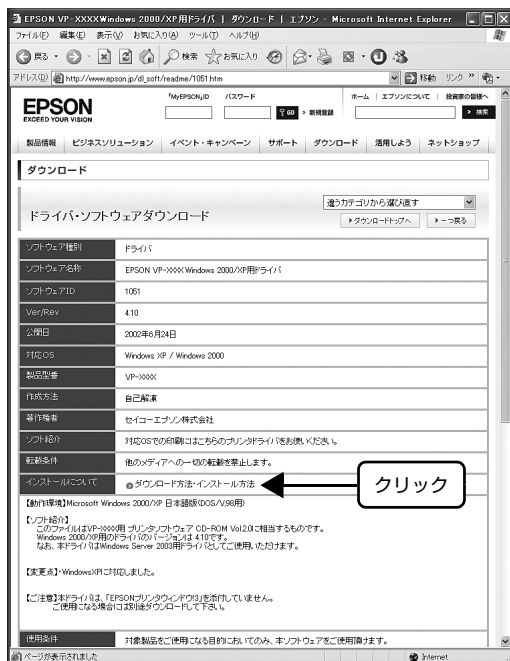 EPSON VP-XXXXWindows 2000/XP用ドライバ | ダウンロード | エプソン - Microsoft Internet Explorer
ファイル(F) 編集(E) 表示(V) お気に入り(A) ツール(T) ヘルプ(H)
戻る 検索 お気に入り
アドレス(D) http://www.epson.jp/dl_soft/readme/1051.htm 移動 リンク »
EPSON
EXCEED YOUR VISION
「MyEPSON」ID パスワード GO > 新規登録
ホーム | エプソンについて | 投資家の皆様へ
検索
製品情報 ビジネスソリューション イベント・キャンペーン サポート ダウンロード 活用しよう ネットショップ
ダウンロード
違うカテゴリから選び直す
ドライバ・ソフトウェアダウンロード
ダウンロードトップへ 一つ戻る
ソフトウェア種別 ドライバ
ソフトウェア名称 EPSON VP-XXXX Windows 2000/XP用ドライバ
ソフトウェアID 1051
Ver/Rev 4.10
公開日 2002年6月24日
対応OS Windows XP / Windows 2000
製品型番 VP-XXXX
作成方法 自己解凍
著作権者 セイコーエプソン株式会社
ソフト紹介 対応OSでの印刷にはこちらのプリンタドライバをお使いください。
転載条件 他のメディアへの一切の転載を禁止します。
インストールについて ダウンロード方法・インストール方法
クリック
【動作環境】Microsoft Windows 2000/XP 日本語版(DOS/V,98用)
【ソフト紹介】
このファイルはVP-XXXX用 プリンタソフトウェア CD-ROM Vol2.0に相当するものです。
Windows 2000/XP用のドライバのバージョンは 4.10です。
なお、本ドライバはWindows Server 2003用ドライバとしてご使用いただけます。
【変更点】・WindowsXPに対応しました。
【ご注意】本ドライバは、「EPSONプリンタウィンドウ!3」を添付していません。
ご使用になる場合には別途ダウンロードして下さい。
使用条件 対象製品をご使用になる目的においてのみ、本ソフトウェアをご使用頂けます。
ページが表示されました
Internet